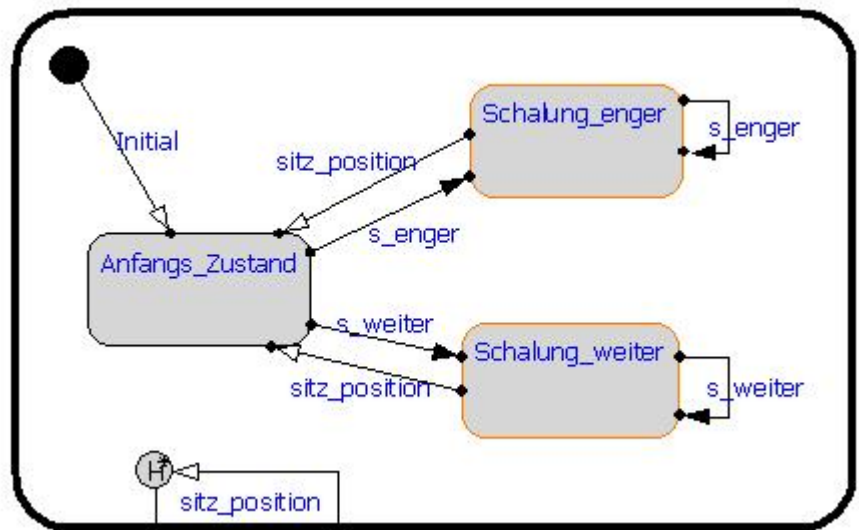 Initial
Schalung_enger
s_enger
sitz_position
s_enger
Anfangs_Zustand
s_weiter
Schalung_weiter
sitz_position
s_weiter
H*
sitz_position